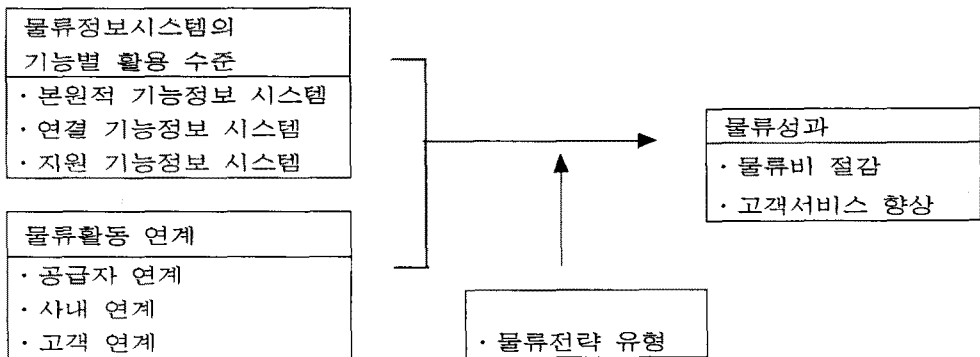 물류정보시스템의
기능별 활용 수준
· 본원적 기능정보 시스템
· 연결 기능정보 시스템
· 지원 기능정보 시스템
물류활동 연계
· 공급자 연계
· 사내 연계
· 고객 연계
· 물류전략 유형
물류성과
· 물류비 절감
· 고객서비스 향상